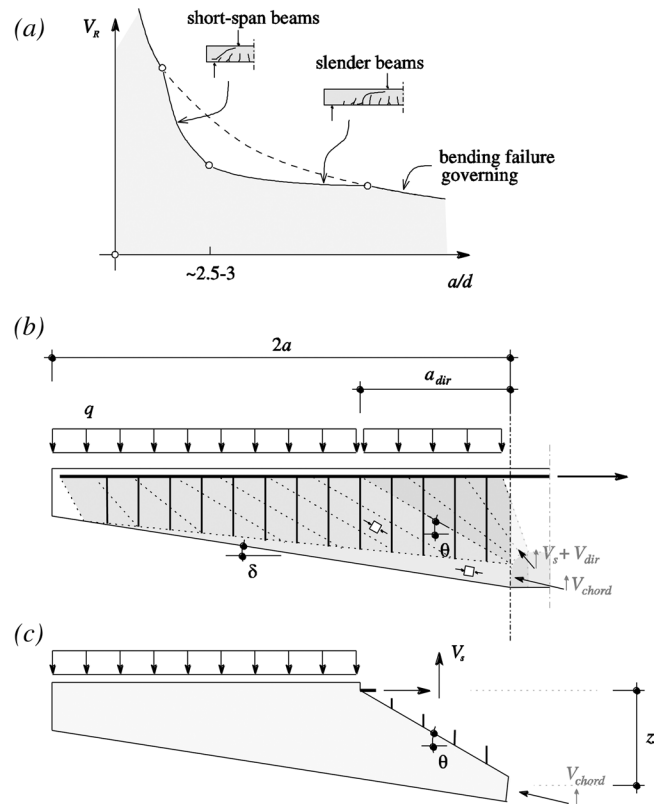 (a)
V_R
short-span beams
slender beams
bending failure
governing
~2.5-3
a/d
(b)
2a
a_dir
q
θ
δ
V_s + V_dir
V_chord
(c)
V_s
θ
z
V_chord